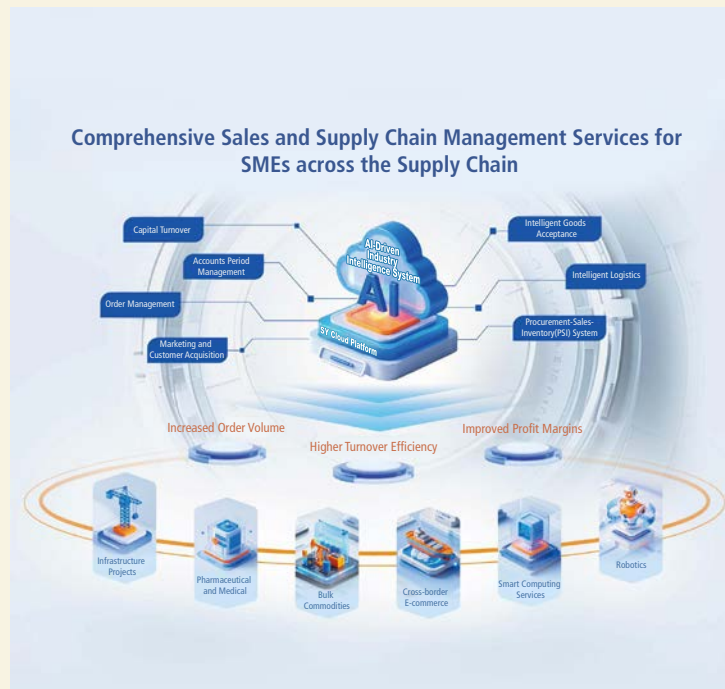 Comprehensive Sales and Supply Chain Management Services for
SMEs across the Supply Chain
Capital Turnover
Accounts Period
Management
Order Management
Marketing and
Customer Acquisition
AI-Driven
Industry
Intelligence System
AI
SY Cloud Platform
Intelligent Goods
Acceptance
Intelligent Logistics
Procurement-Sales-
Inventory(PSI) System
Increased Order Volume
Higher Turnover Efficiency
Improved Profit Margins
Infrastructure
Projects
Pharmaceutical
and Medical
Bulk
Commodities
Cross-border
E-commerce
Smart Computing
Services
Robotics